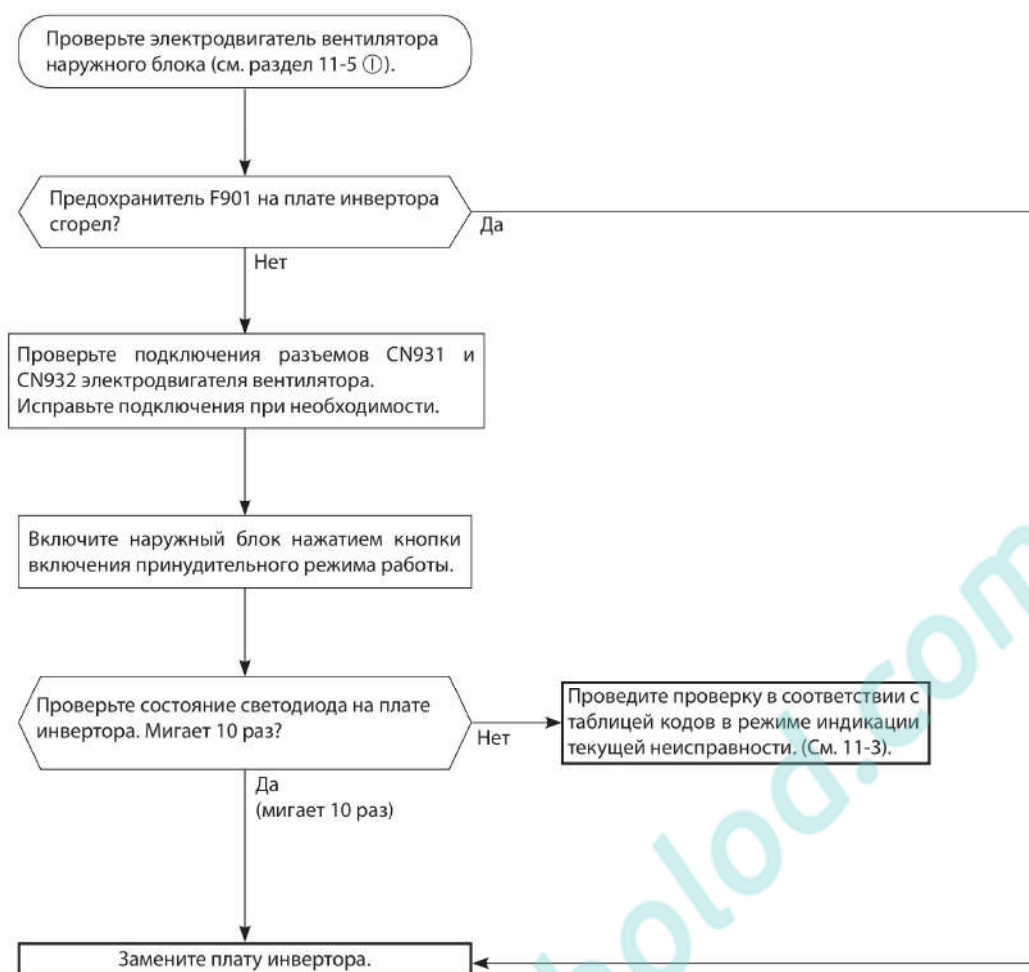 Проверьте электродвигатель вентилятора
наружного блока (см. раздел 11-5 Ⓘ).
Предохранитель F901 на плате инвертора
сгорел?
Да
Нет
Проверьте подключения разъемов CN931 и
CN932 электродвигателя вентилятора.
Исправьте подключения при необходимости.
Включите наружный блок нажатием кнопки
включения принудительного режима работы.
Проверьте состояние светодиода на плате
инвертора. Мигает 10 раз?
Нет
Проведите проверку в соответствии с
таблицей кодов в режиме индикации
текущей неисправности. (См. 11-3).
Да
(мигает 10 раз)
Замените плату инвертора.
holod.com